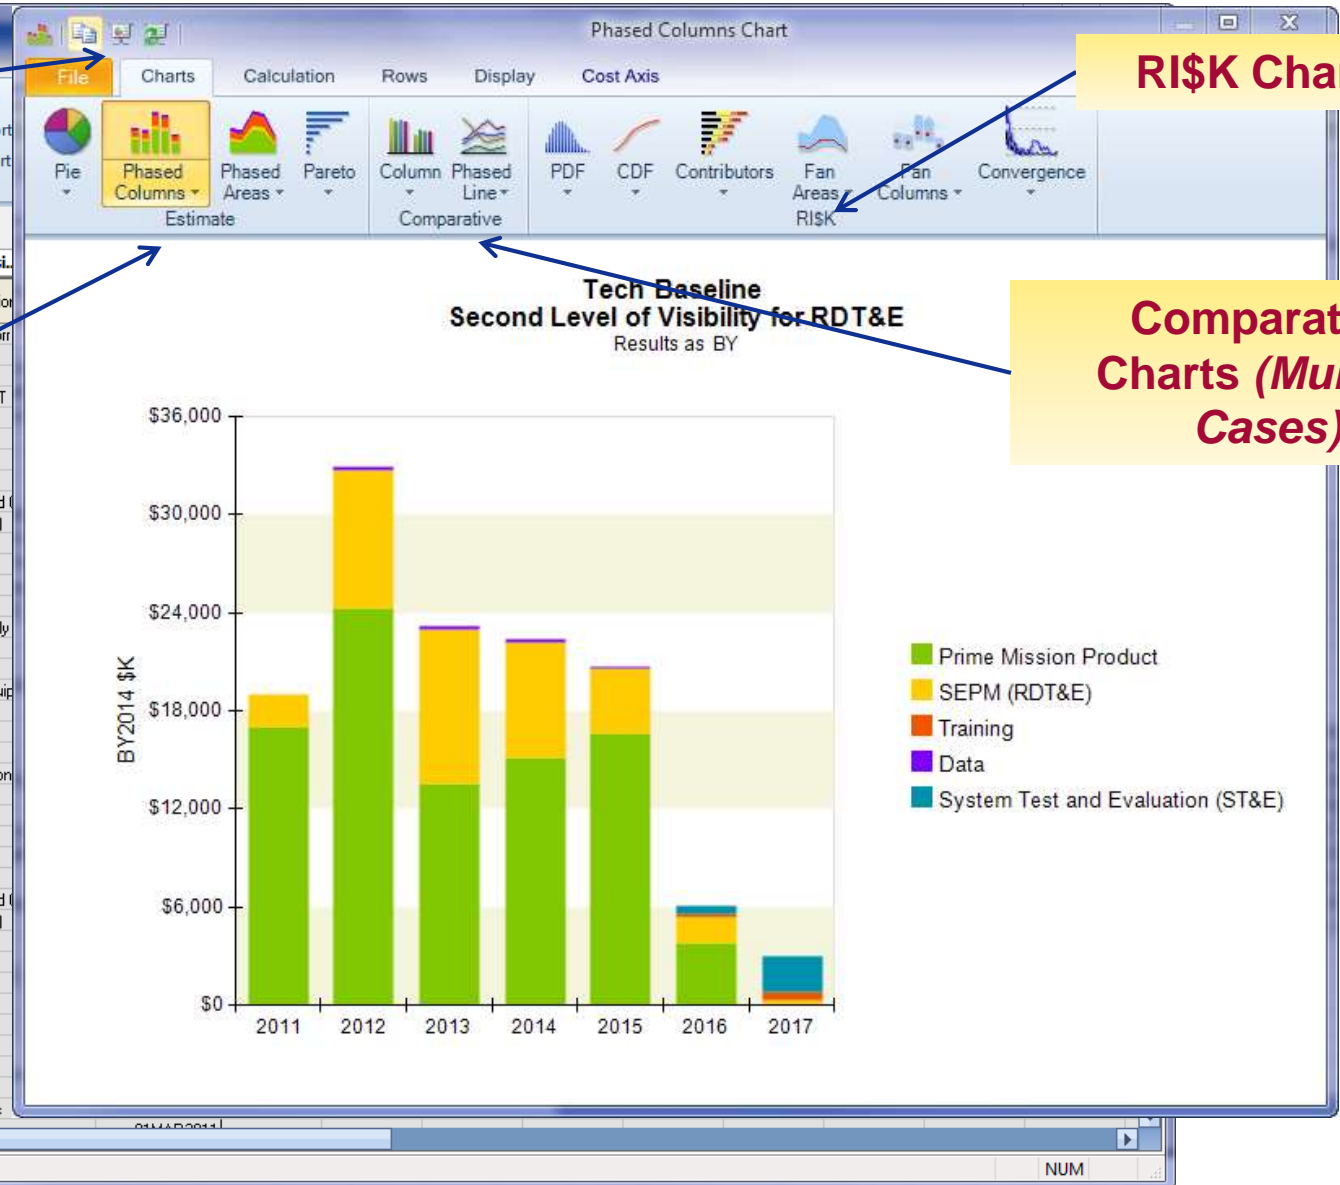 Phased Columns Chart
File Charts Calculation Rows Display Cost Axis
RI$K
Pie Phased Columns Phased Areas Pareto Column Phased Line PDF CDF Contributors Fan Areas Fan Columns Convergence
Estimate Comparative RI$K
Tech Baseline
Second Level of Visibility for RDT&E
Results as BY
Charts
Cases)
BY2014 $K
$36,000
$30,000
$24,000
$18,000
$12,000
$6,000
$0
2011 2012 2013 2014 2015 2016 2017
Prime Mission Product
SEPM (RDT&E)
Training
Data
System Test and Evaluation (ST&E)
NUM